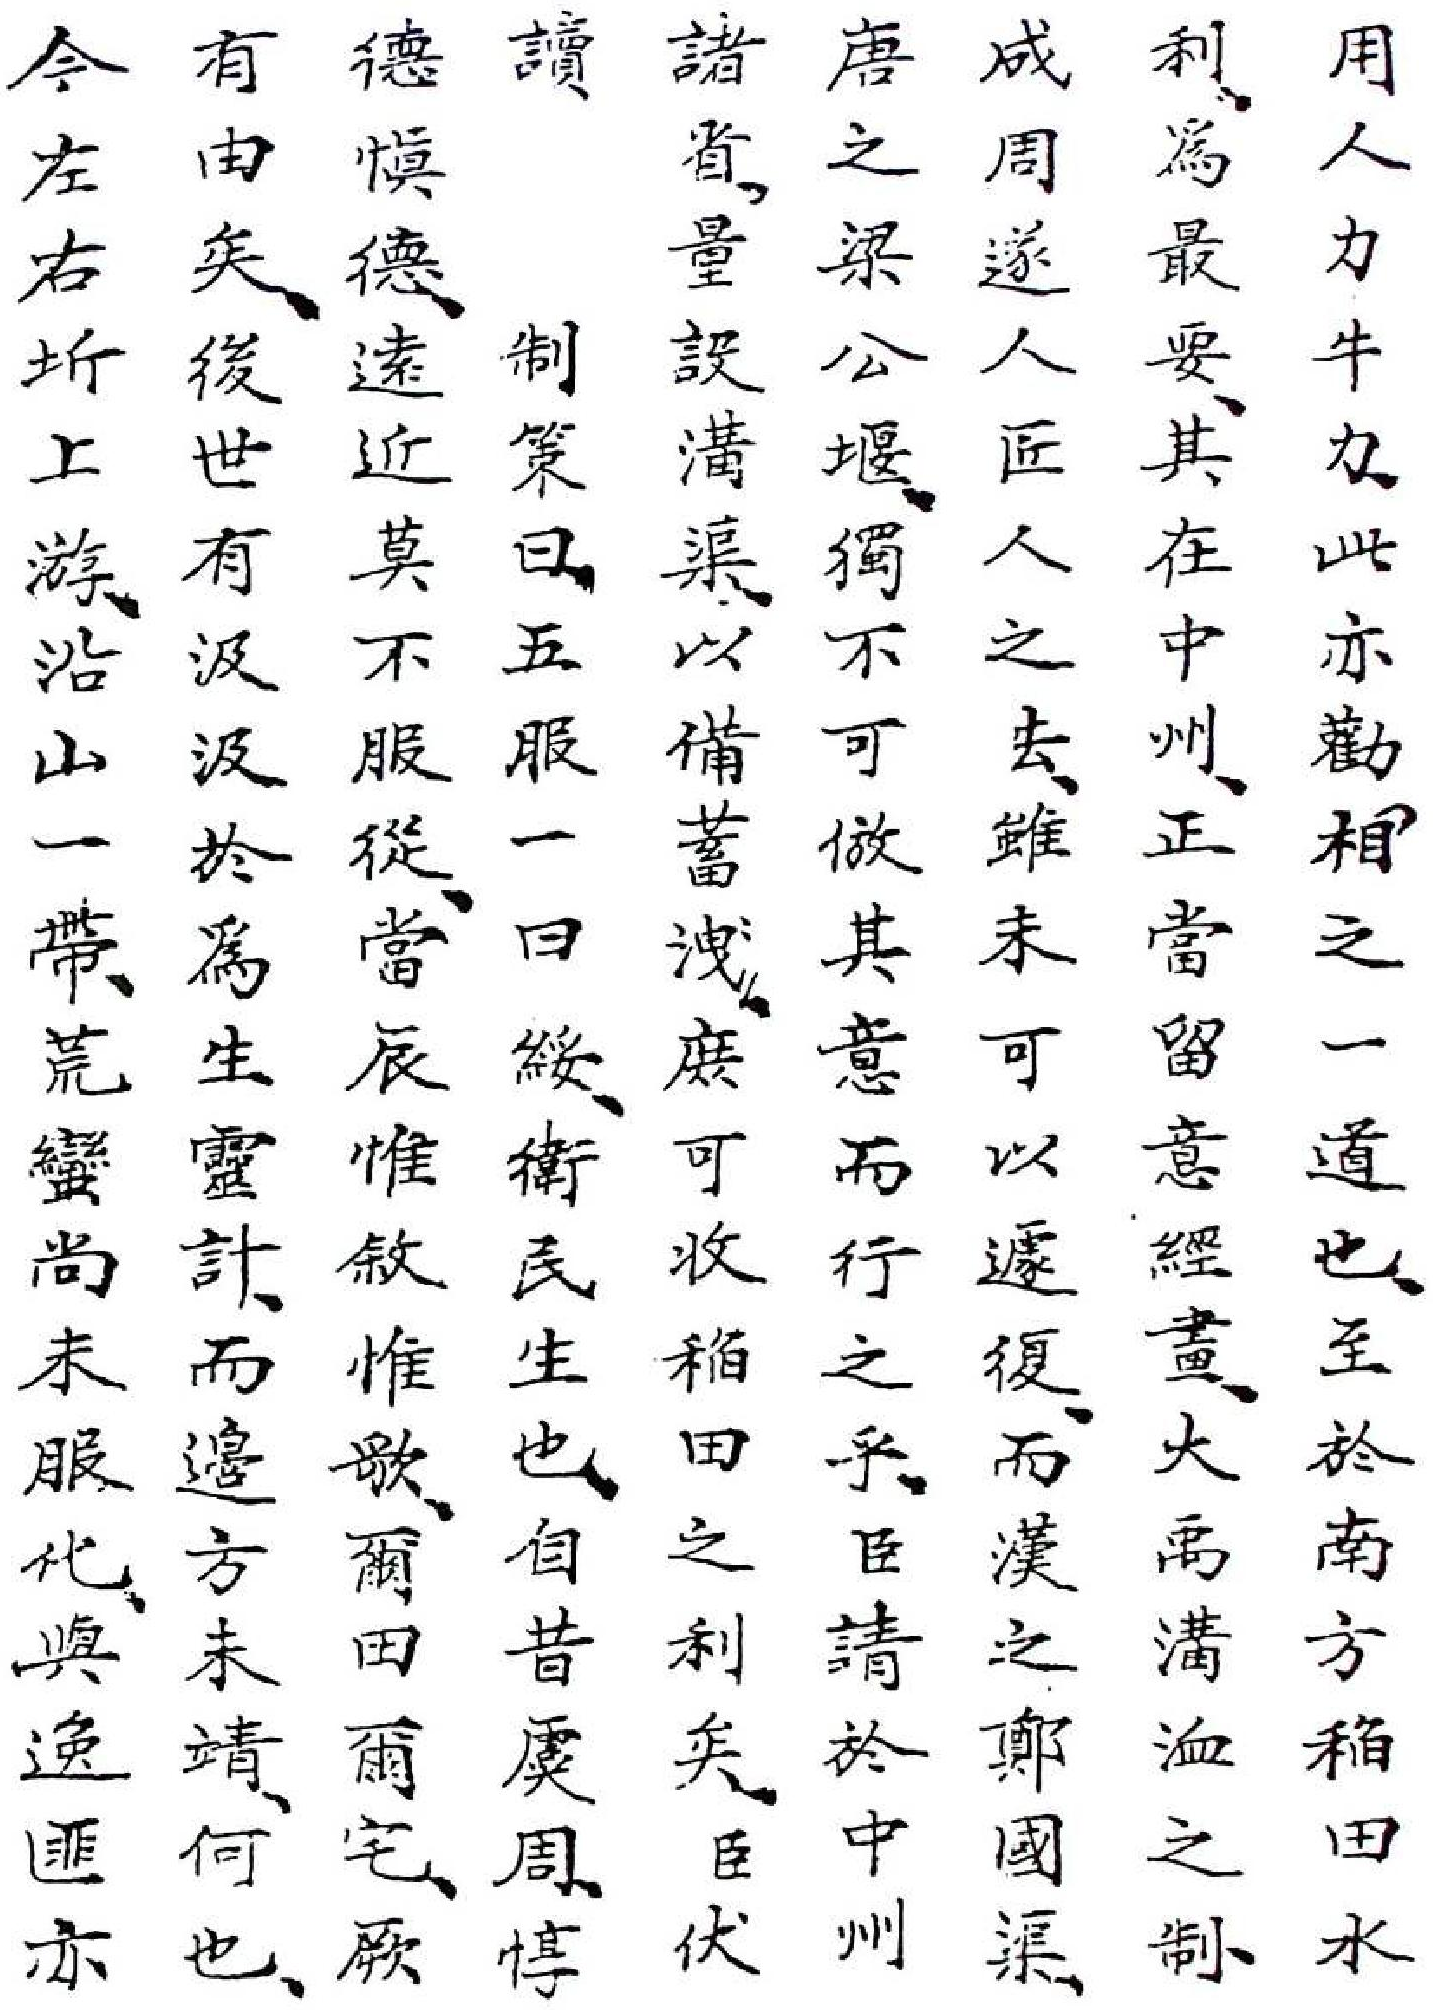 用人力牛力此亦勸相之一道也至於南方稲田水
利為最要其在中州正當留意經畫大禹溝洫之制
成周遂人匠人之法雖未可以遽復而漢之鄭國渠
唐之梁公堰獨不可倣其意而行之乎臣請於中州
諸省量設溝渠以備蓄洩庶可收稲田之利矣臣伏
讀制策曰五服一曰綏衛民生也自昔虞周惇
德慎德遠近莫不服從當辰惟敘惟歌爾田爾宅厥
有由矣後世有汲汲於為生靈計而邊方未靖何也
今左右圻上游沿山一帶荒蠻尚未服化與逸匪亦